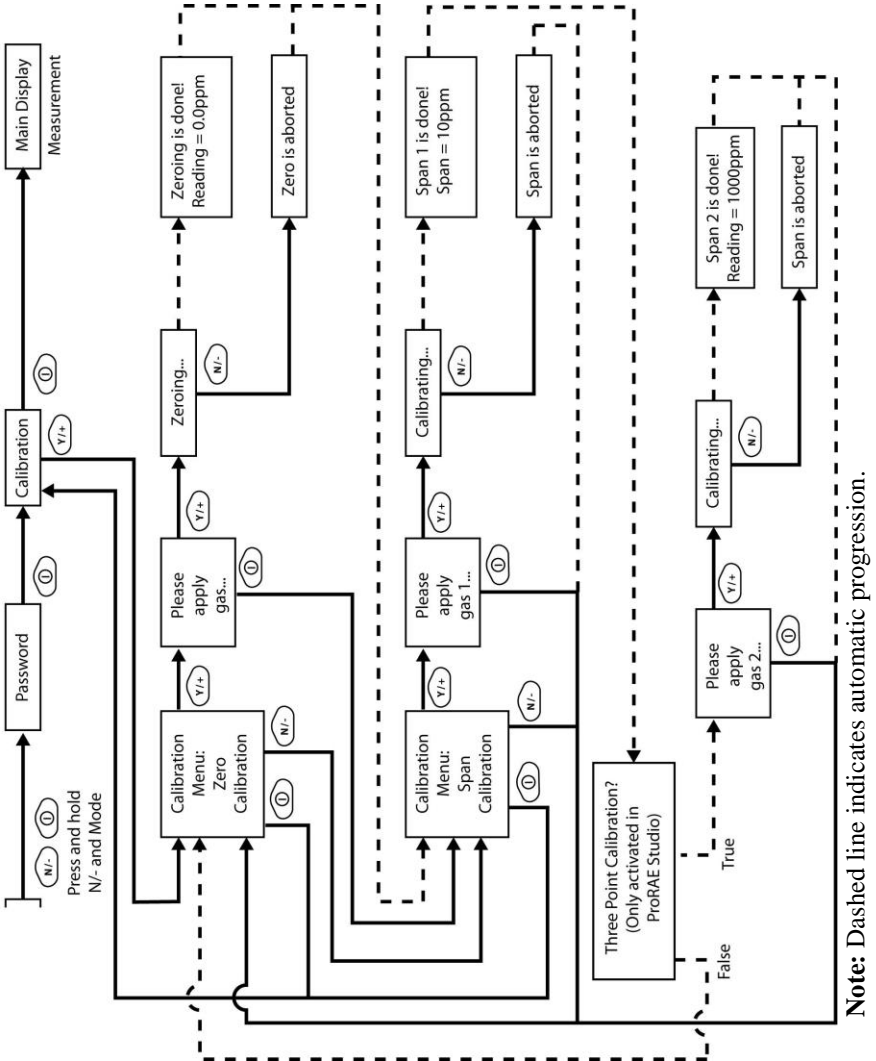 N/-
Press and hold
N/- and Mode
Password
Calibration
Y/+
Main Display
Measurement
Calibration
Menu:
Zero
Calibration
N/-
Y/+
Please
apply
gas...
Y/+
Zeroing...
N/-
Zeroing is done!
Reading = 0.0ppm
Zero is aborted
Calibration
Menu:
Span
Calibration
N/-
Y/+
Please
apply
gas 1...
Y/+
Calibrating...
N/-
Span 1 is done!
Span = 10ppm
Span is aborted
Three Point Calibration?
(Only activated in
ProRAE Studio)
False
True
Please
apply
gas 2...
Y/+
Calibrating...
N/-
Span 2 is done!
Reading = 1000ppm
Span is aborted
Note: Dashed line indicates automatic progression.